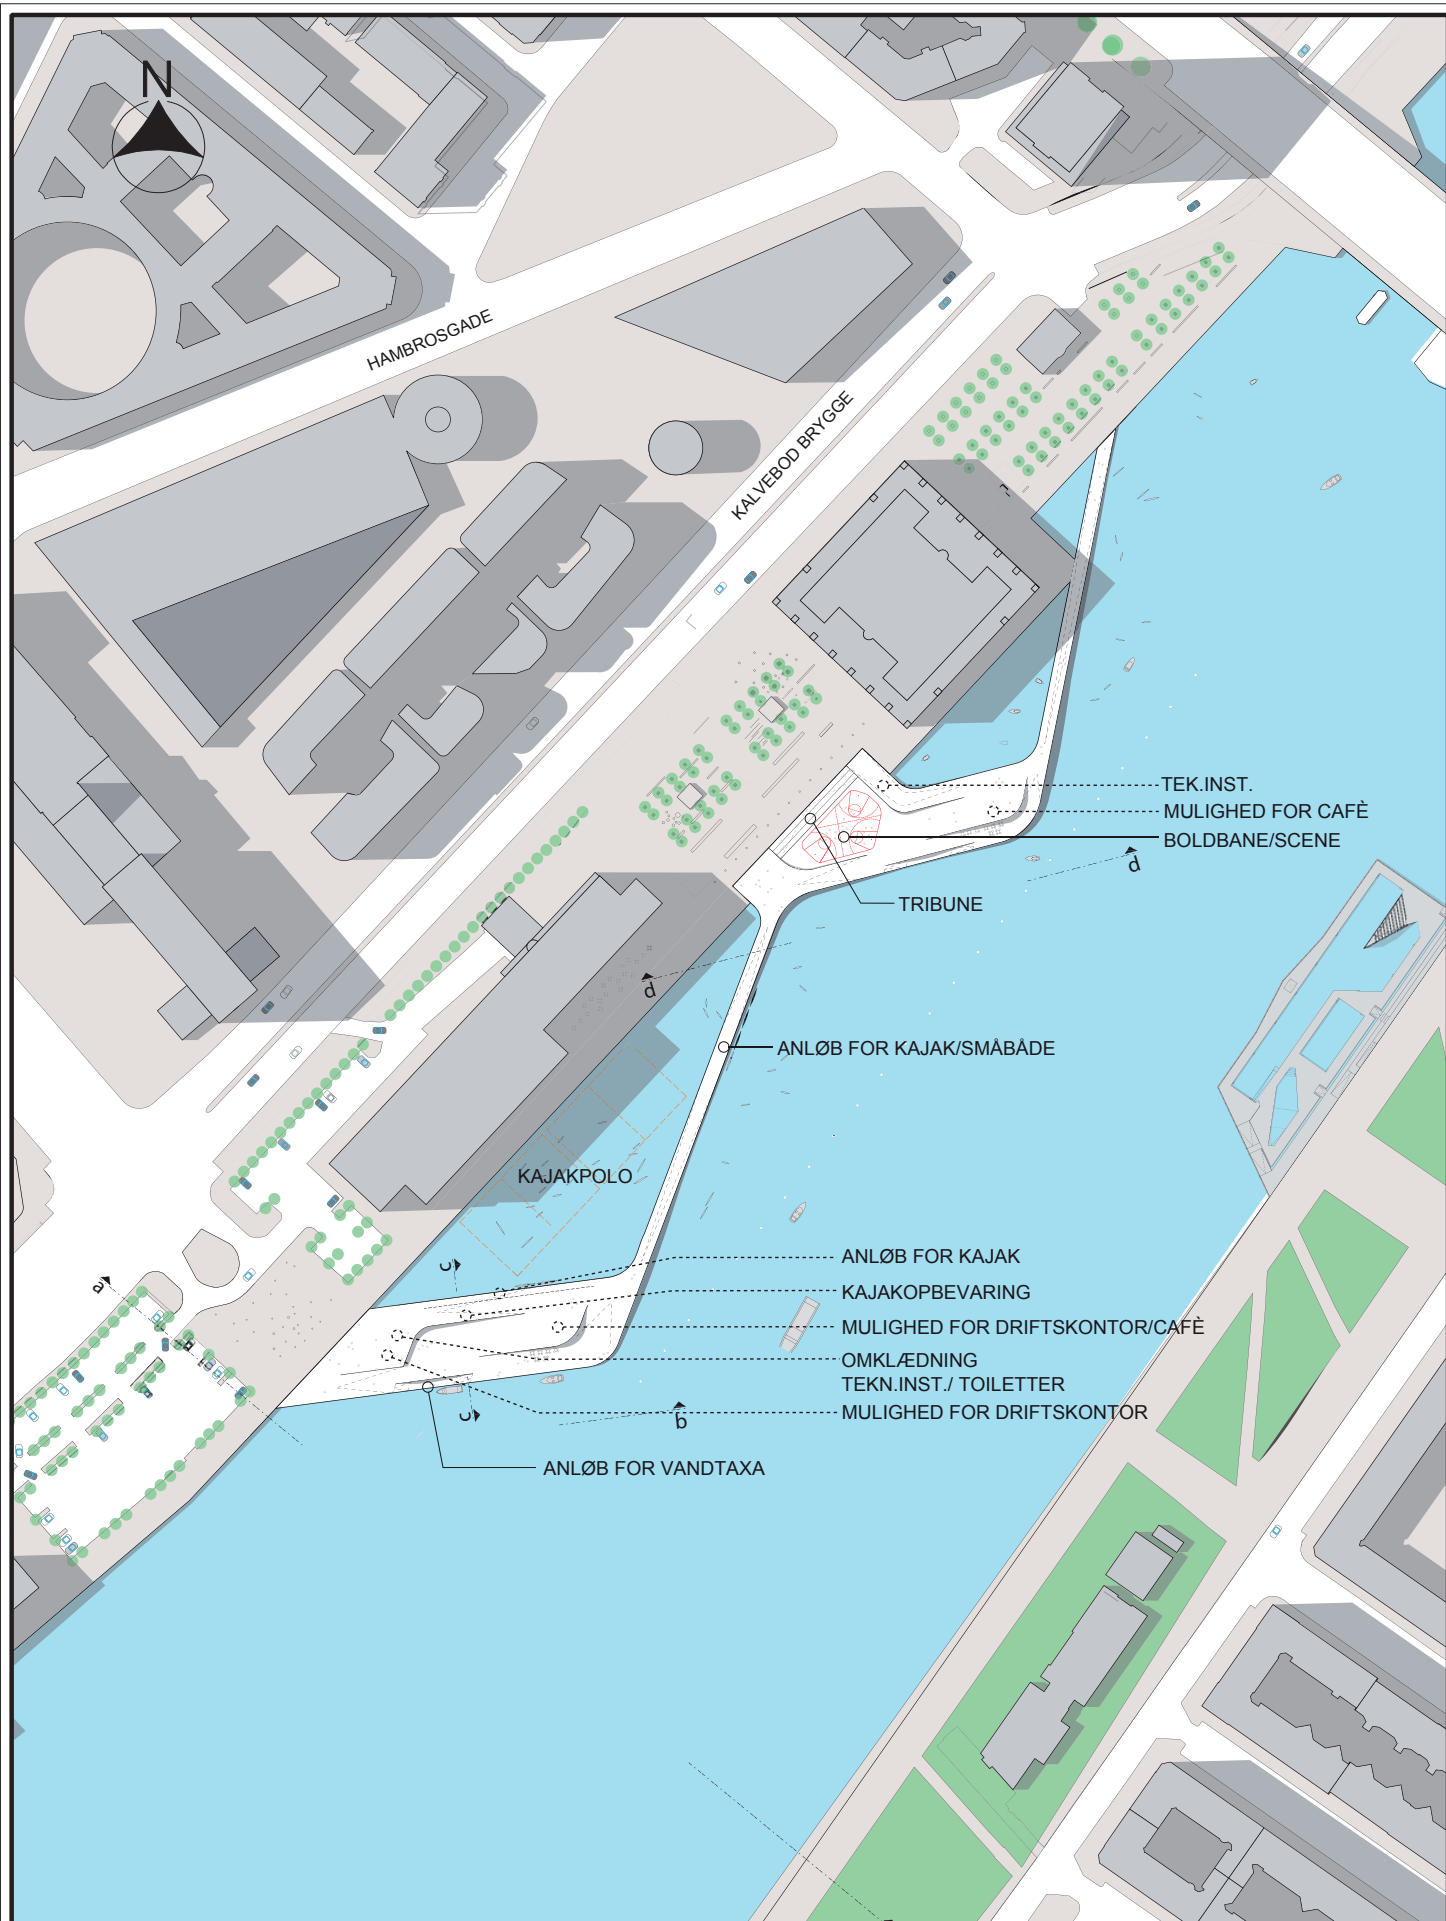 N
HAMBROSGADE
KALVEBOD BRYGGE
TEK.INST.
MULIGHED FOR CAFÈ
BOLDBANE/SCENE
d
TRIBUNE
d
ANLØB FOR KAJAK/SMÅBÅDE
KAJAKPOLO
ANLØB FOR KAJAK
c
KAJAKOPBEVARING
a
MULIGHED FOR DRIFTSKONTOR/CAFÈ
OMKLÆDNING
TEKN.INST./ TOILETTER
MULIGHED FOR DRIFTSKONTOR
c
b
ANLØB FOR VANDTAXA